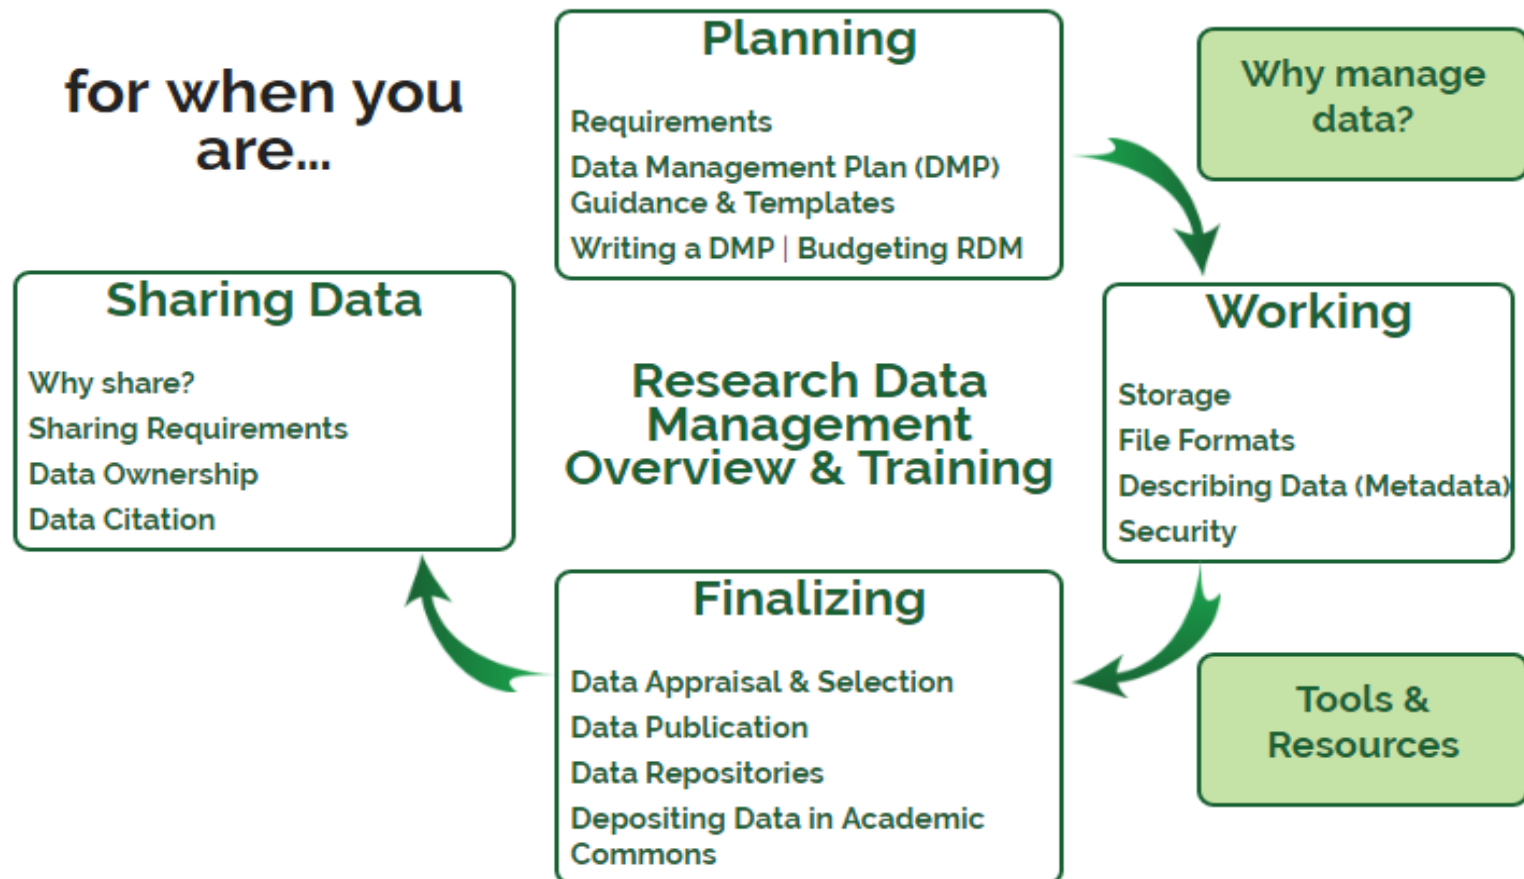 for when you
are...
Planning
Requirements
Data Management Plan (DMP)
Guidance & Templates
Writing a DMP | Budgeting RDM
Why manage
data?
Sharing Data
Why share?
Sharing Requirements
Data Ownership
Data Citation
Research Data
Management
Overview & Training
Working
Storage
File Formats
Describing Data (Metadata)
Security
Finalizing
Data Appraisal & Selection
Data Publication
Data Repositories
Depositing Data in Academic
Commons
Tools &
Resources